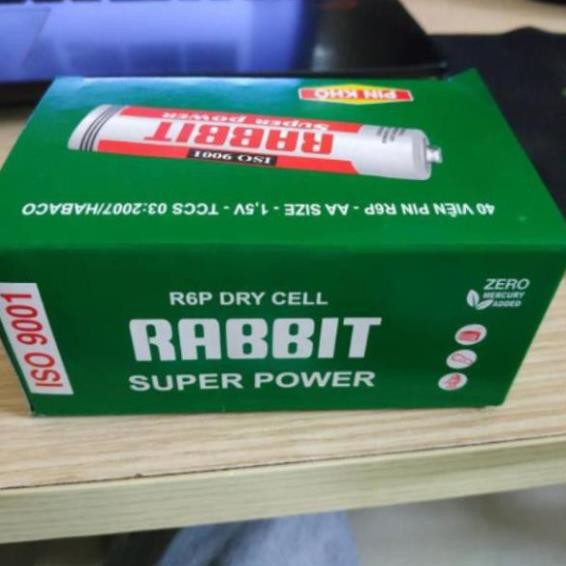 PIN KHÔ
RABBIT
Super power
ISO 9001
40 VIÊN PIN R6P - AA SIZE - 1,5V - TCCS 03:2007/HABACO
R6P DRY CELL
RABBIT
SUPER POWER
ISO 9001
ZERO
MERCURY
ADDED